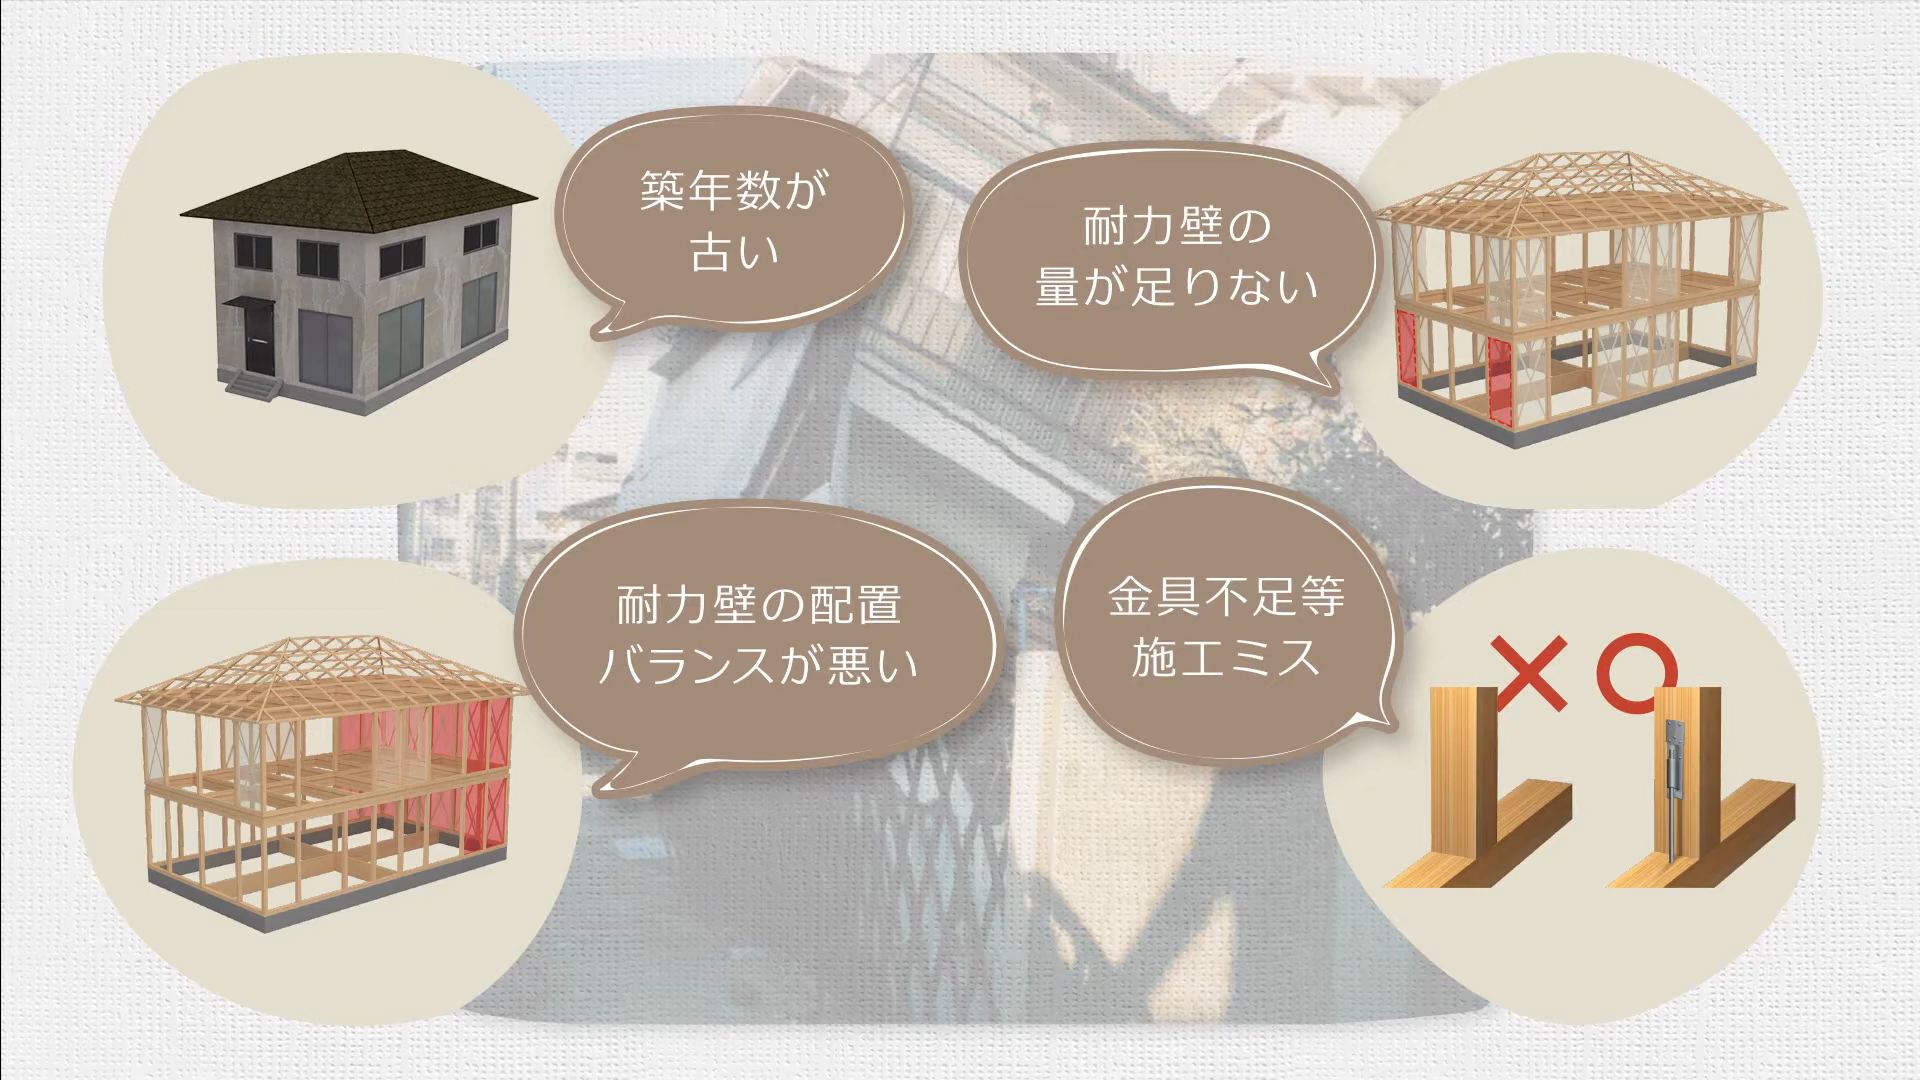 築年数が
古い
耐力壁の
量が足りない
耐力壁の配置
バランスが悪い
金具不足等
施工ミス